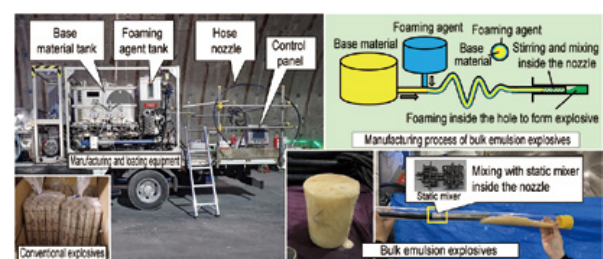 Base
material tank
Foaming
agent tank
Hose
nozzle
Control
panel
Manufacturing and loading equipment
Conventional explosives
Foaming agent
Base material
Foaming agent
Base
material
Stirring and mixing
inside the nozzle
Foaming inside the hole to form explosive
Manufacturing process of bulk emulsion explosives
Mixing with static mixer
inside the nozzle
Static mixer
Bulk emulsion explosives